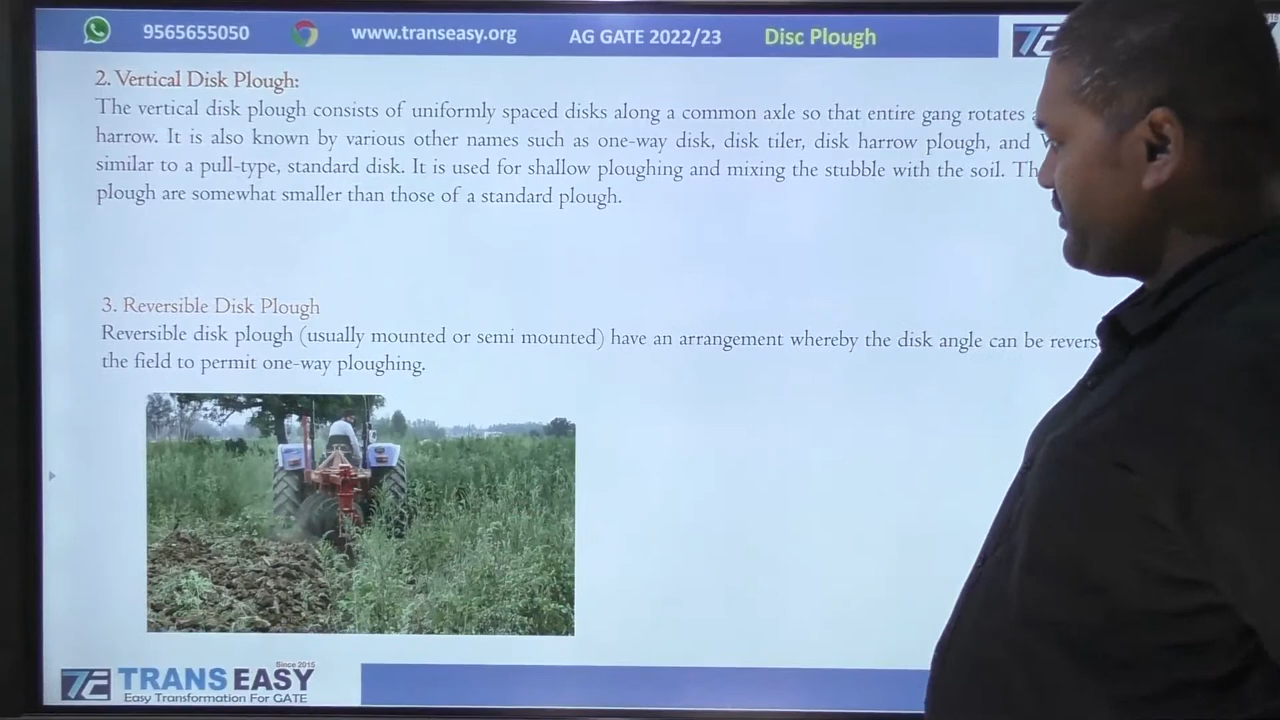 9565655050 www.transeasy.org AG GATE 2022/23 Disc Plough
2. Vertical Disk Plough:
The vertical disk plough consists of uniformly spaced disks along a common axle so that entire gang rotates
harrow. It is also known by various other names such as one-way disk, disk tiler, disk harrow plough, and
similar to a pull-type, standard disk. It is used for shallow ploughing and mixing the stubble with the soil.
plough are somewhat smaller than those of a standard plough.
3. Reversible Disk Plough
Reversible disk plough (usually mounted or semi mounted) have an arrangement whereby the disk angle can be
the field to permit one-way ploughing.
Since 2015
TRANS EASY
Easy Transformation For GATE